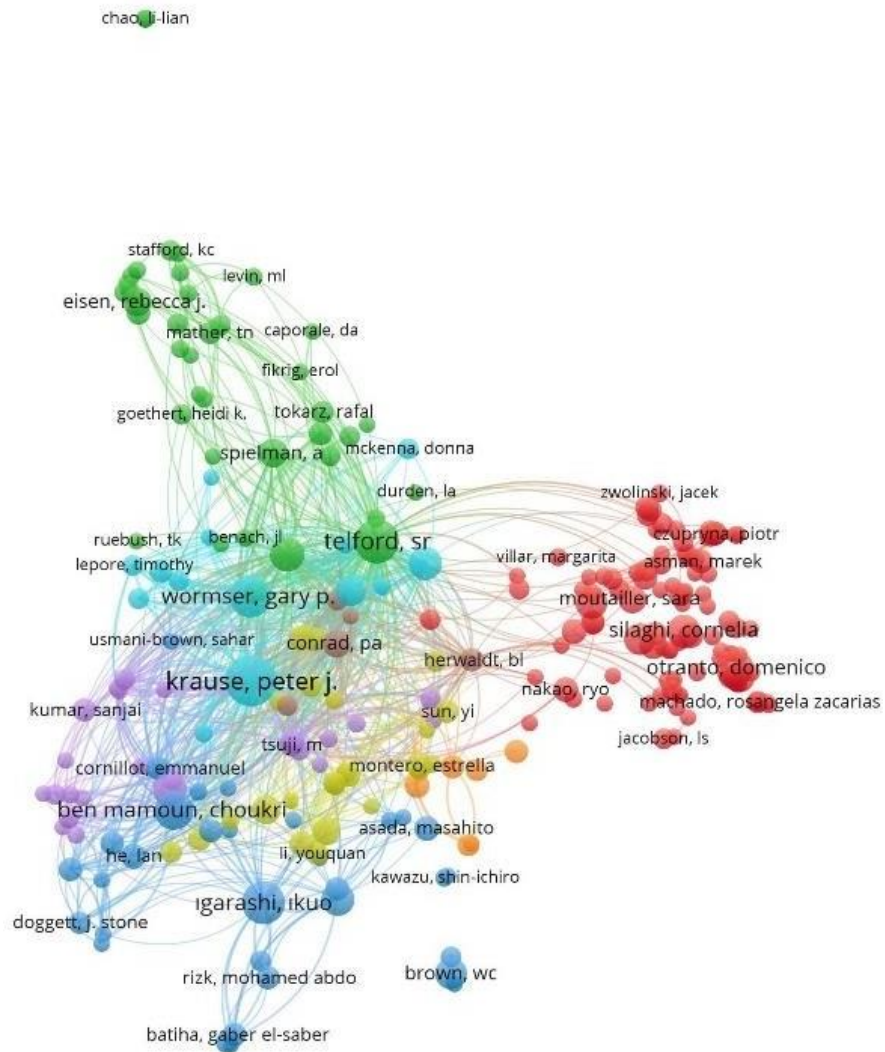 chao, li-lian
stafford, kc
levin, ml
eisen, rebecca j.
mather, tn
caporale, da
fikrig, erol
goethert, heidi k.
tokarz, rafal
spielman, a
mckenna, donna
durden, la
zwolinski, jacek
ruebush, tk
benach, jl
telford, sr
czupryna, piotr
lepore, timothy
villar, margarita
asman, marek
wormser, gary p.
moutailler, sara
usmani-brown, sahar
conrad, pa
silaghi, cornelia
herwaldt, bl
otranto, domenico
krause, peter j.
nakao, ryo
machado, rosangela zacarias
kumar, sanjai
sun, yi
tsuji, m
jacobson, ls
cornillot, emmanuel
montero, estrella
ben mamoun, choukri
asada, masahito
he, lan
li, youquan
kawazu, shin-ichiro
igarashi, ikuo
doggett, j. stone
rizk, mohamed abdo
brown, wc
batiha, gaber el-saber